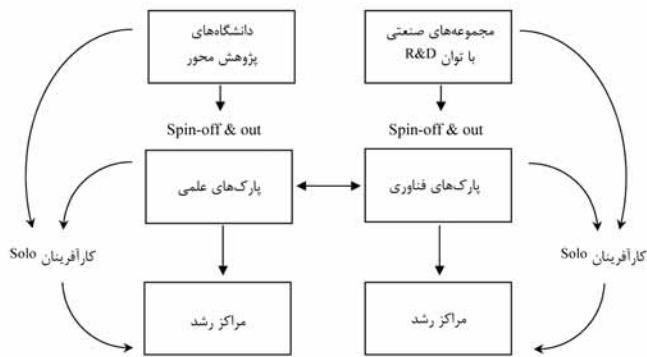 مجموعه‌های صنعتی
با توان R&D
دانشگاه‌های
پژوهش محور
Spin-off & out
Spin-off & out
پارک‌های فناوری
پارک‌های علمی
کارآفرینان Solo
کارآفرینان Solo
مراکز رشد
مراکز رشد